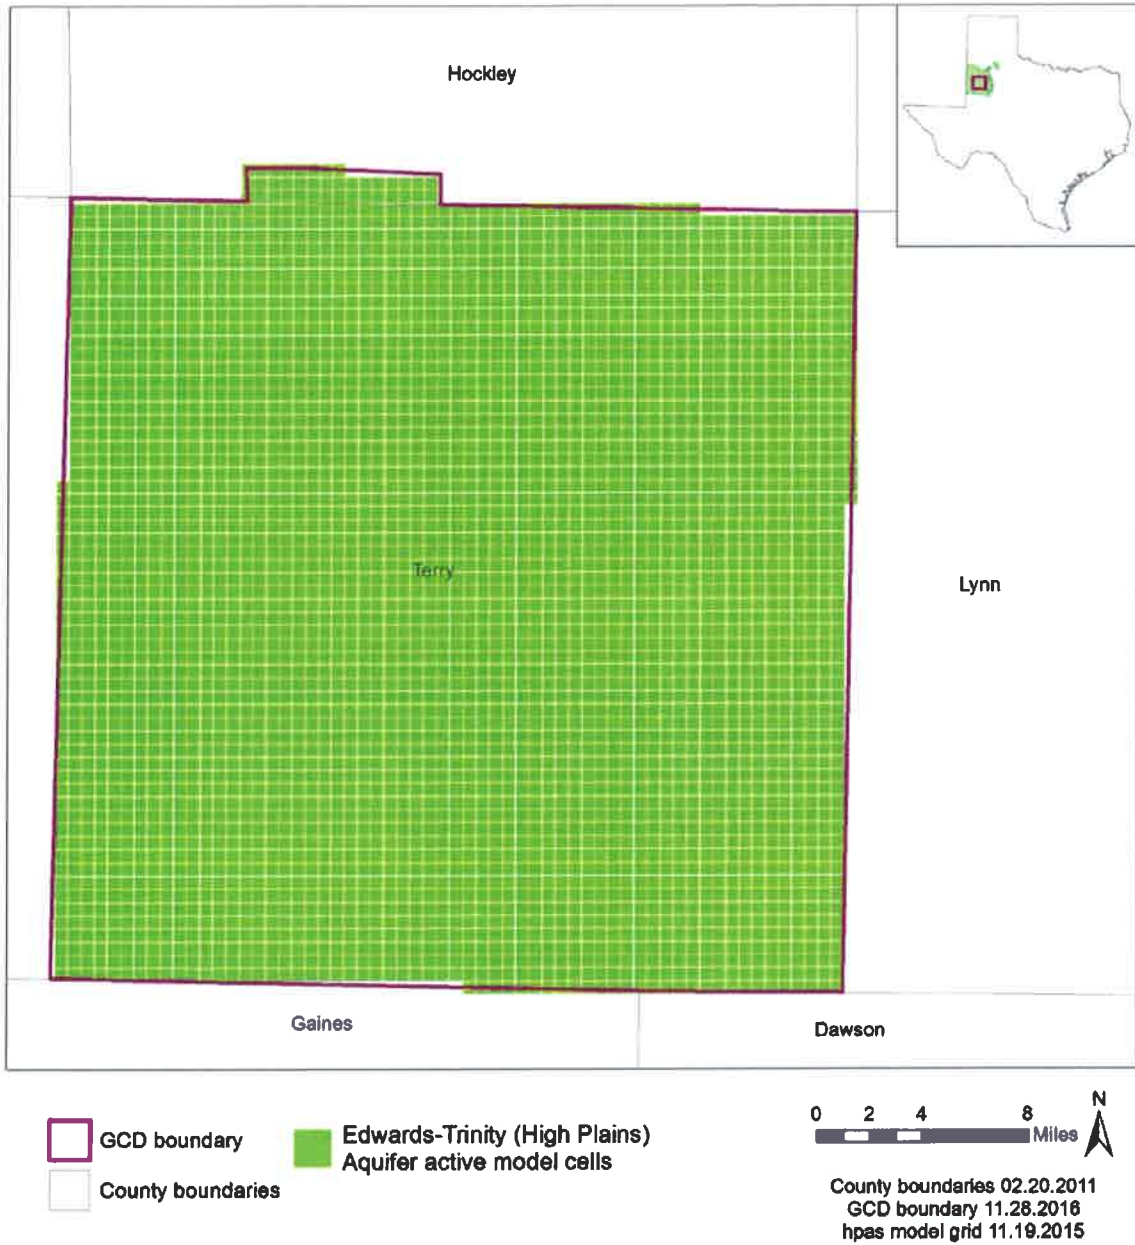 Hockley
Terry
Lynn
Gaines
Dawson
GCD boundary
County boundaries
Edwards-Trinity (High Plains)
Aquifer active model cells
0 2 4 8
Miles
N
County boundaries 02.20.2011
GCD boundary 11.28.2016
hpas model grid 11.19.2015